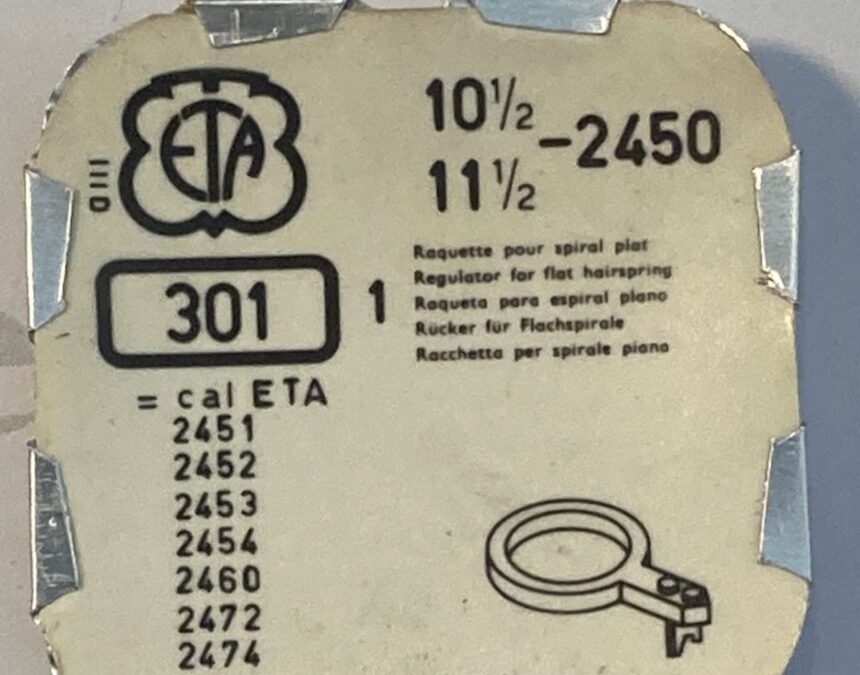 ETA
III D
10½
11½
-2450
301
1
Raquette pour spiral plat
Regulator for flat hairspring
Raqueta para espiral plano
Rücker für Flachspirale
Racchetta per spirale piano
= cal ETA
2451
2452
2453
2454
2460
2472
2474